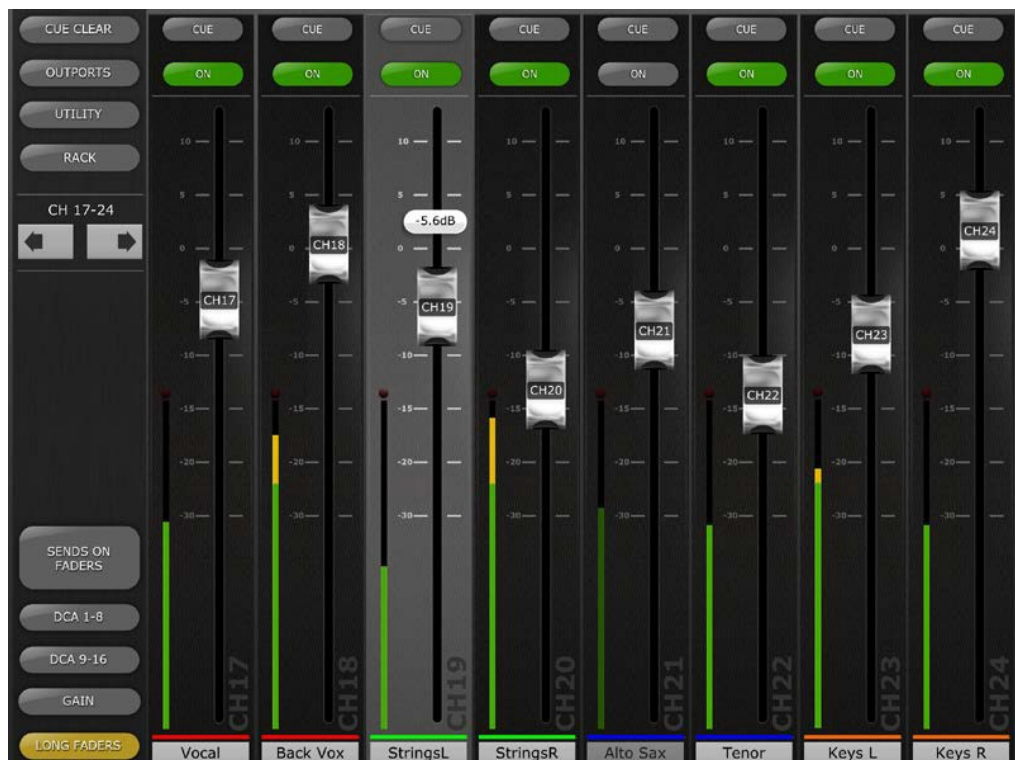 CUE CLEAR
CUE
CUE
CUE
CUE
CUE
CUE
CUE
CUE
OUTPORTS
ON
ON
ON
ON
ON
ON
ON
ON
UTILITY
RACK
10
10
10
10
10
10
10
10
5
5
5
5
5
5
5
5
CH 17-24
-5.6dB
CH24
0
0
0
0
0
0
0
0
CH18
-5
-5
-5
-5
-5
-5
-5
-5
CH17
CH19
CH21
CH23
-10
-10
-10
-10
-10
-10
-10
-10
CH20
CH22
-15
-15
-15
-15
-15
-15
-15
-15
-20
-20
-20
-20
-20
-20
-20
-20
-30
-30
-30
-30
-30
-30
-30
-30
SENDS ON
FADERS
DCA 1-8
DCA 9-16
GAIN
LONG FADERS
CH17
CH18
CH19
CH20
CH21
CH22
CH23
CH24
Vocal
Back Vox
StringsL
StringsR
Alto Sax
Tenor
Keys L
Keys R